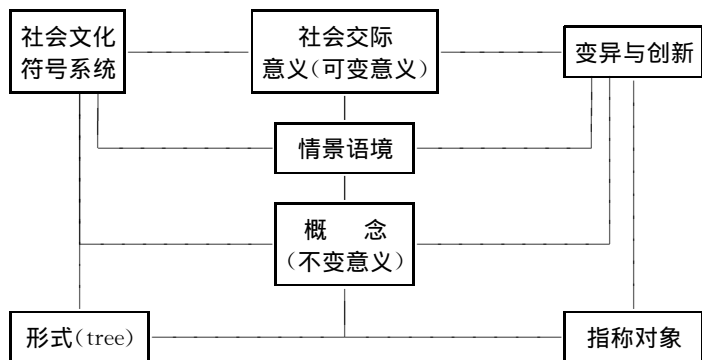 社会文化
符号系统
社会交际
意义(可变意义)
变异与创新
情景语境
概 念
(不变意义)
形式(tree)
指称对象